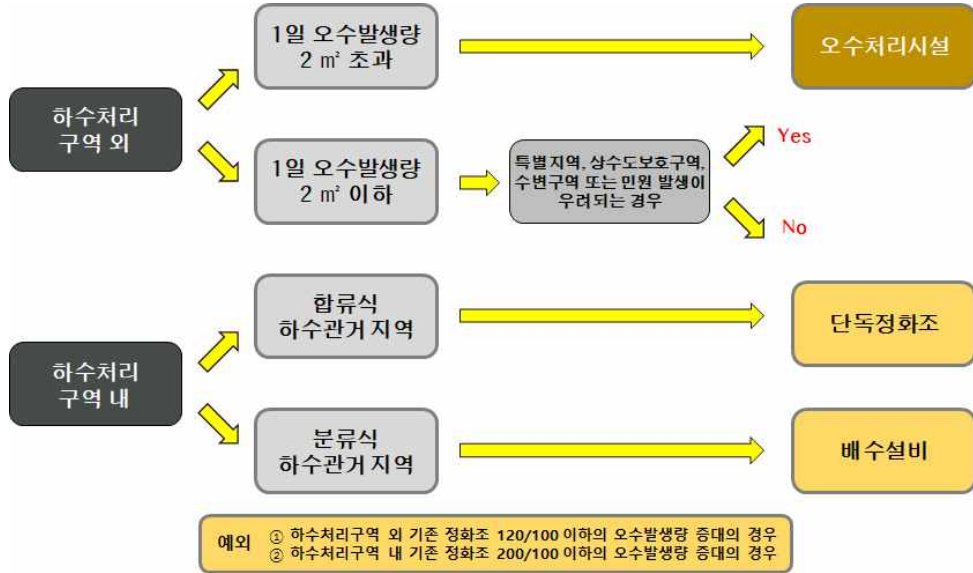 1일 오수발생량
2 ㎥ 초과
오수처리시설
하수처리
구역 외
1일 오수발생량
2 ㎥ 이하
특별지역, 상수도보호구역,
수변구역 또는 민원 발생이
우려되는 경우
Yes
No
합류식
하수관거 지역
단독정화조
하수처리
구역 내
분류식
하수관거 지역
배수설비
예외 ① 하수처리구역 외 기존 정화조 120/100 이하의 오수발생량 증대의 경우
② 하수처리구역 내 기존 정화조 200/100 이하의 오수발생량 증대의 경우